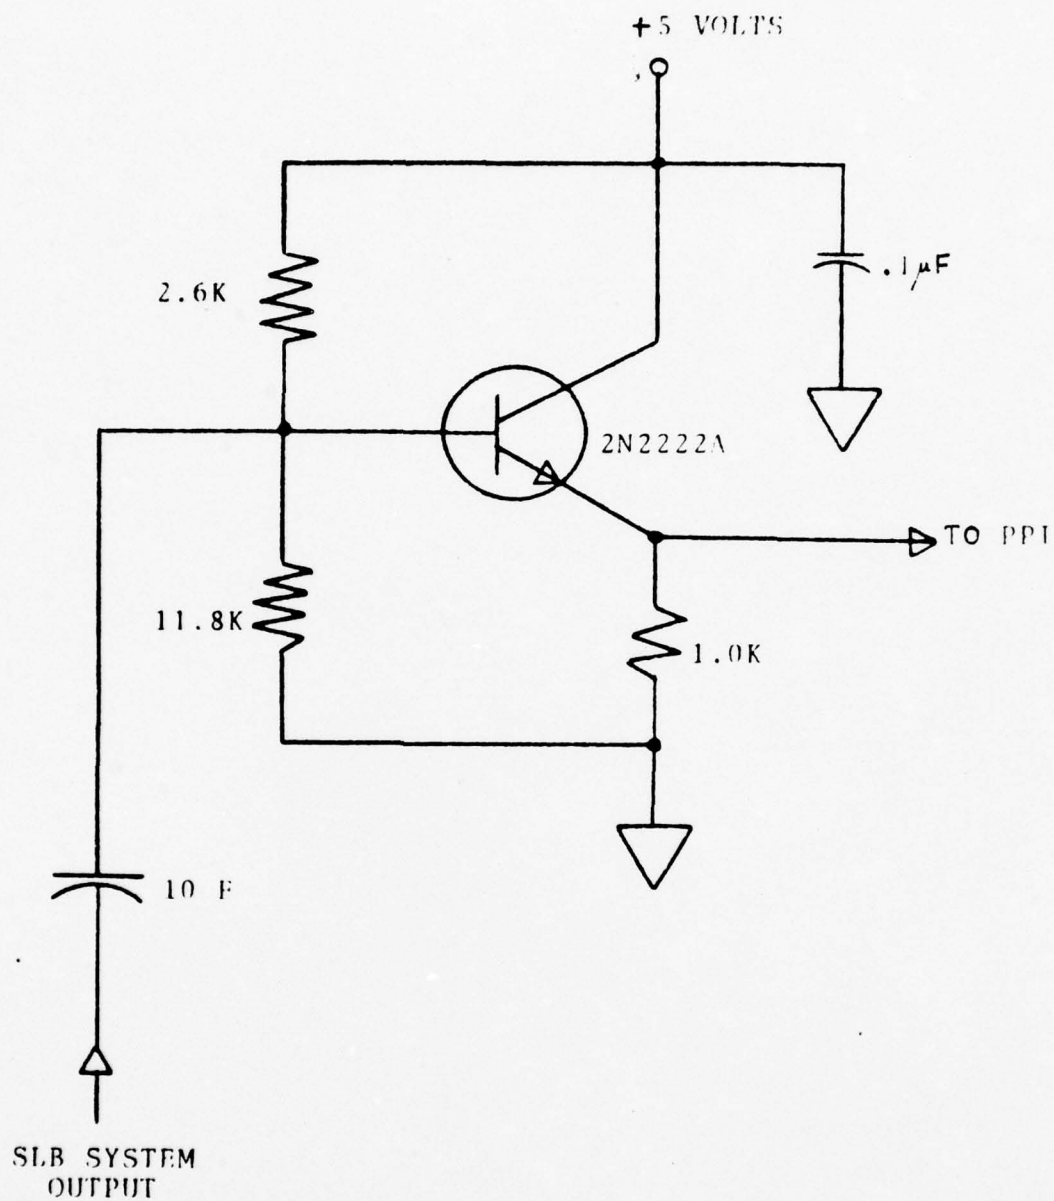 +5 VOLTS
2.6K
.1µF
2N2222A
TO PPI
11.8K
1.0K
10 F
SLB SYSTEM
OUTPUT